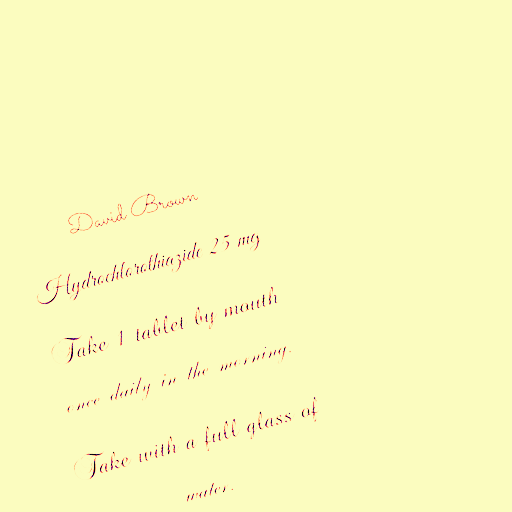 David Brown
Hydrochlorothiazide 25 mg
Take 1 tablet by mouth
once daily in the morning.
Take with a full glass of
water.